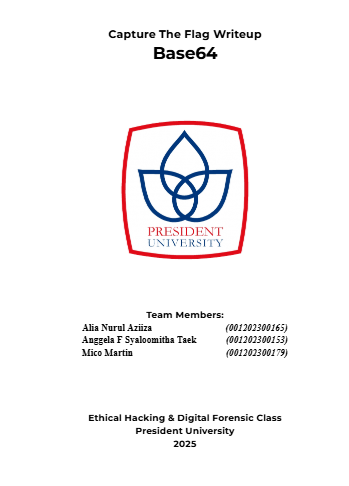 Capture The Flag Writeup
Base64
PRESIDENT
UNIVERSITY
Team Members:
Alia Nurul Aziiza (001202300165)
Anggela F Syaloomitha Taek (001202300153)
Mico Martin (001202300179)
Ethical Hacking & Digital Forensic Class
President University
2025